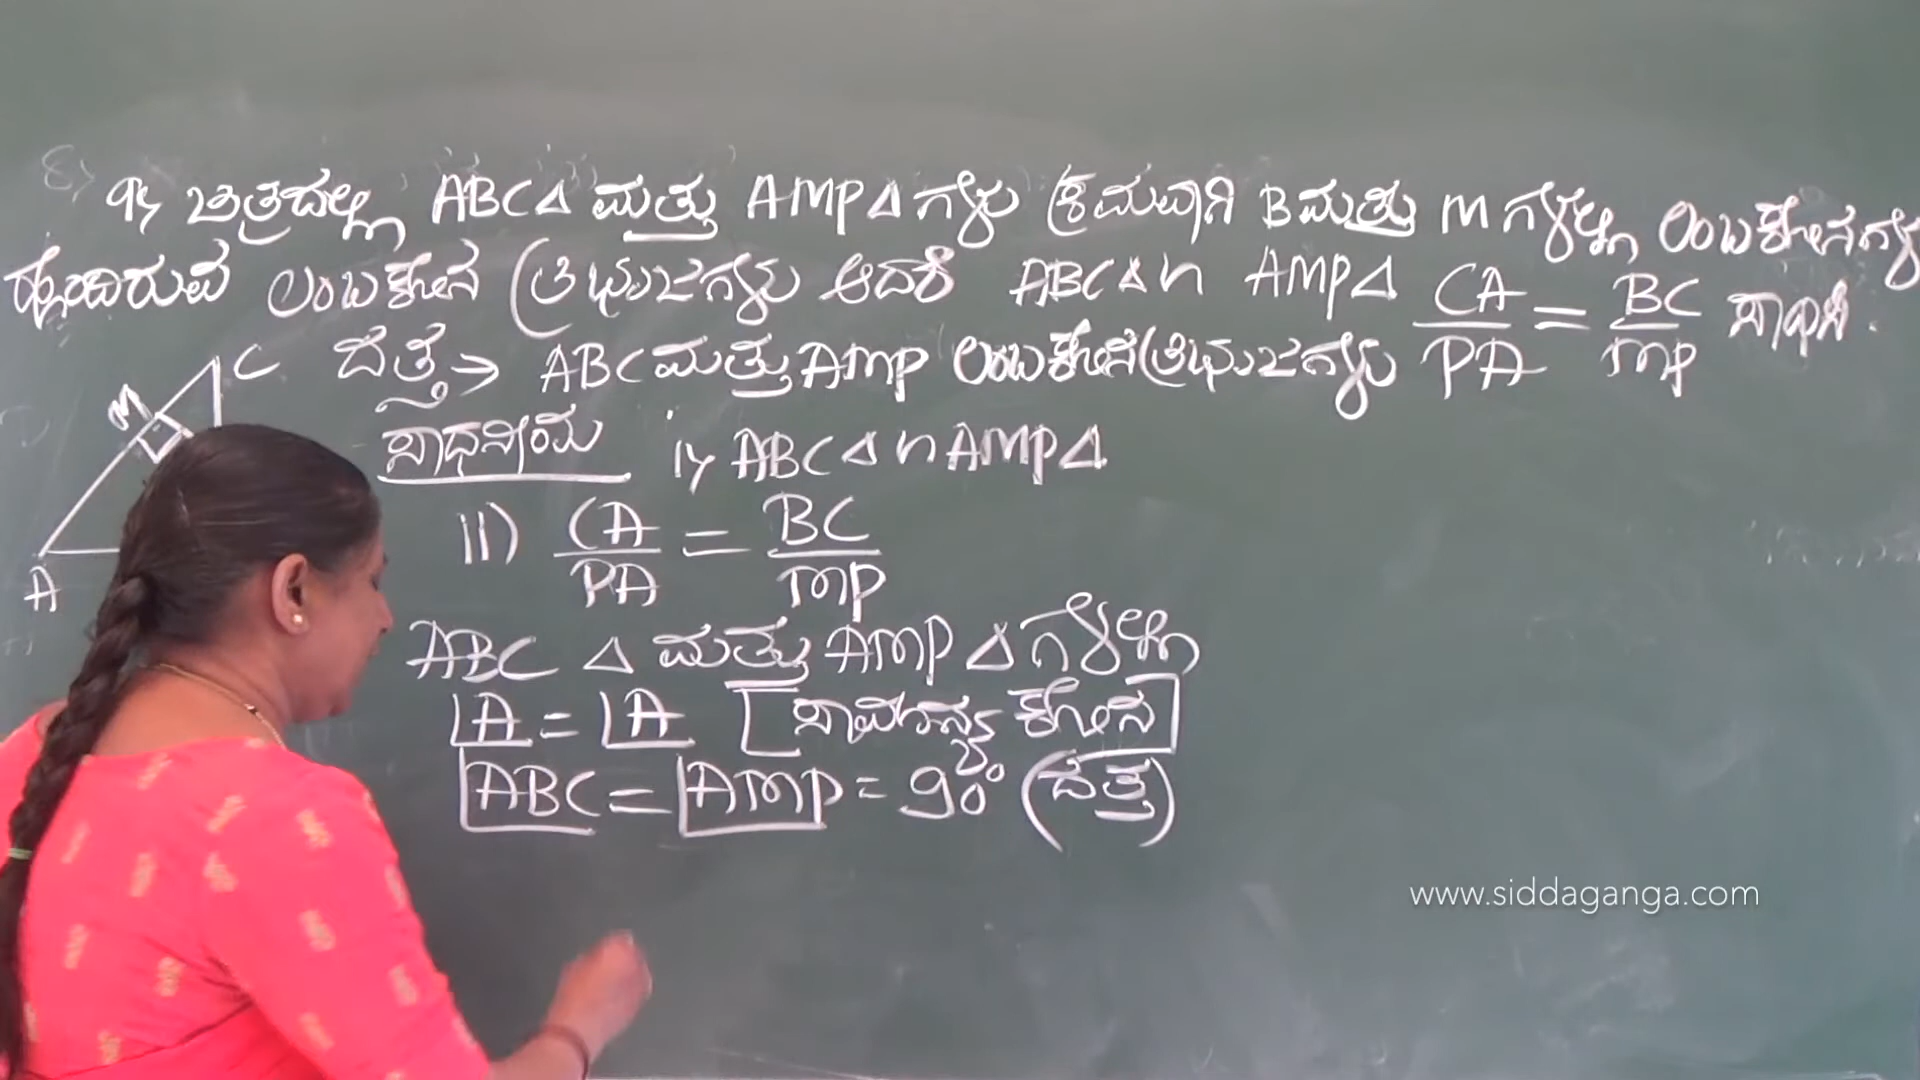 9) ಚಿತ್ರದಲ್ಲಿ ABC∆ ಮತ್ತು AMP∆ ಗಳು ಕ್ರಮವಾಗಿ B ಮತ್ತು M ಗಳಲ್ಲಿ ಲಂಬಕೋನಗಳ
ಹೊಂದಿರುವ ಲಂಬಕೋನ ತ್ರಿಭುಜಗಳು ಆದರೆ ABC∆ ∼ AMP∆ CA/PA = BC/MP ಸಾಧಿಸಿ.
ದತ್ತ → ABC ಮತ್ತು AMP ಲಂಬಕೋನ ತ್ರಿಭುಜಗಳು
M C A
ಸಾಧನೀಯ i) ABC∆ ∼ AMP∆
II) CA/PA = BC/MP
ABC ∆ ಮತ್ತು AMP ∆ ಗಳಲ್ಲಿ
∠A = ∠A [ಸಾಮಾನ್ಯ ಕೋನ]
∠ABC = ∠AMP = 90° (ದತ್ತ)
www.siddaganga.com